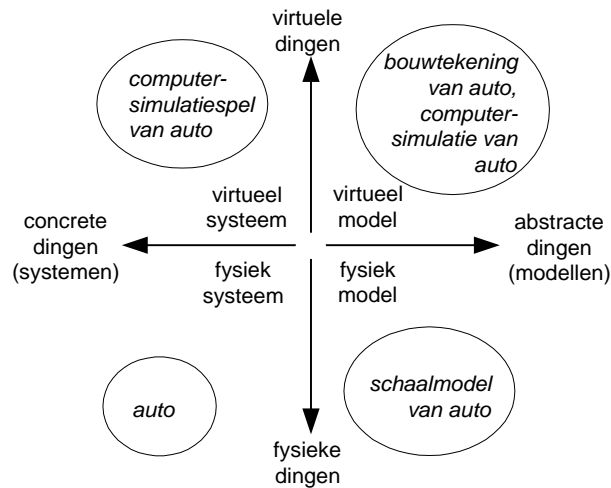 virtuele
dingen
computer-
simulatiespel
van auto
bouwtekening
van auto,
computer-
simulatie van
auto
virtueel
systeem
virtueel
model
concrete
dingen
(systemen)
abstracte
dingen
(modellen)
fysiek
systeem
fysiek
model
auto
schaalmodel
van auto
fysieke
dingen